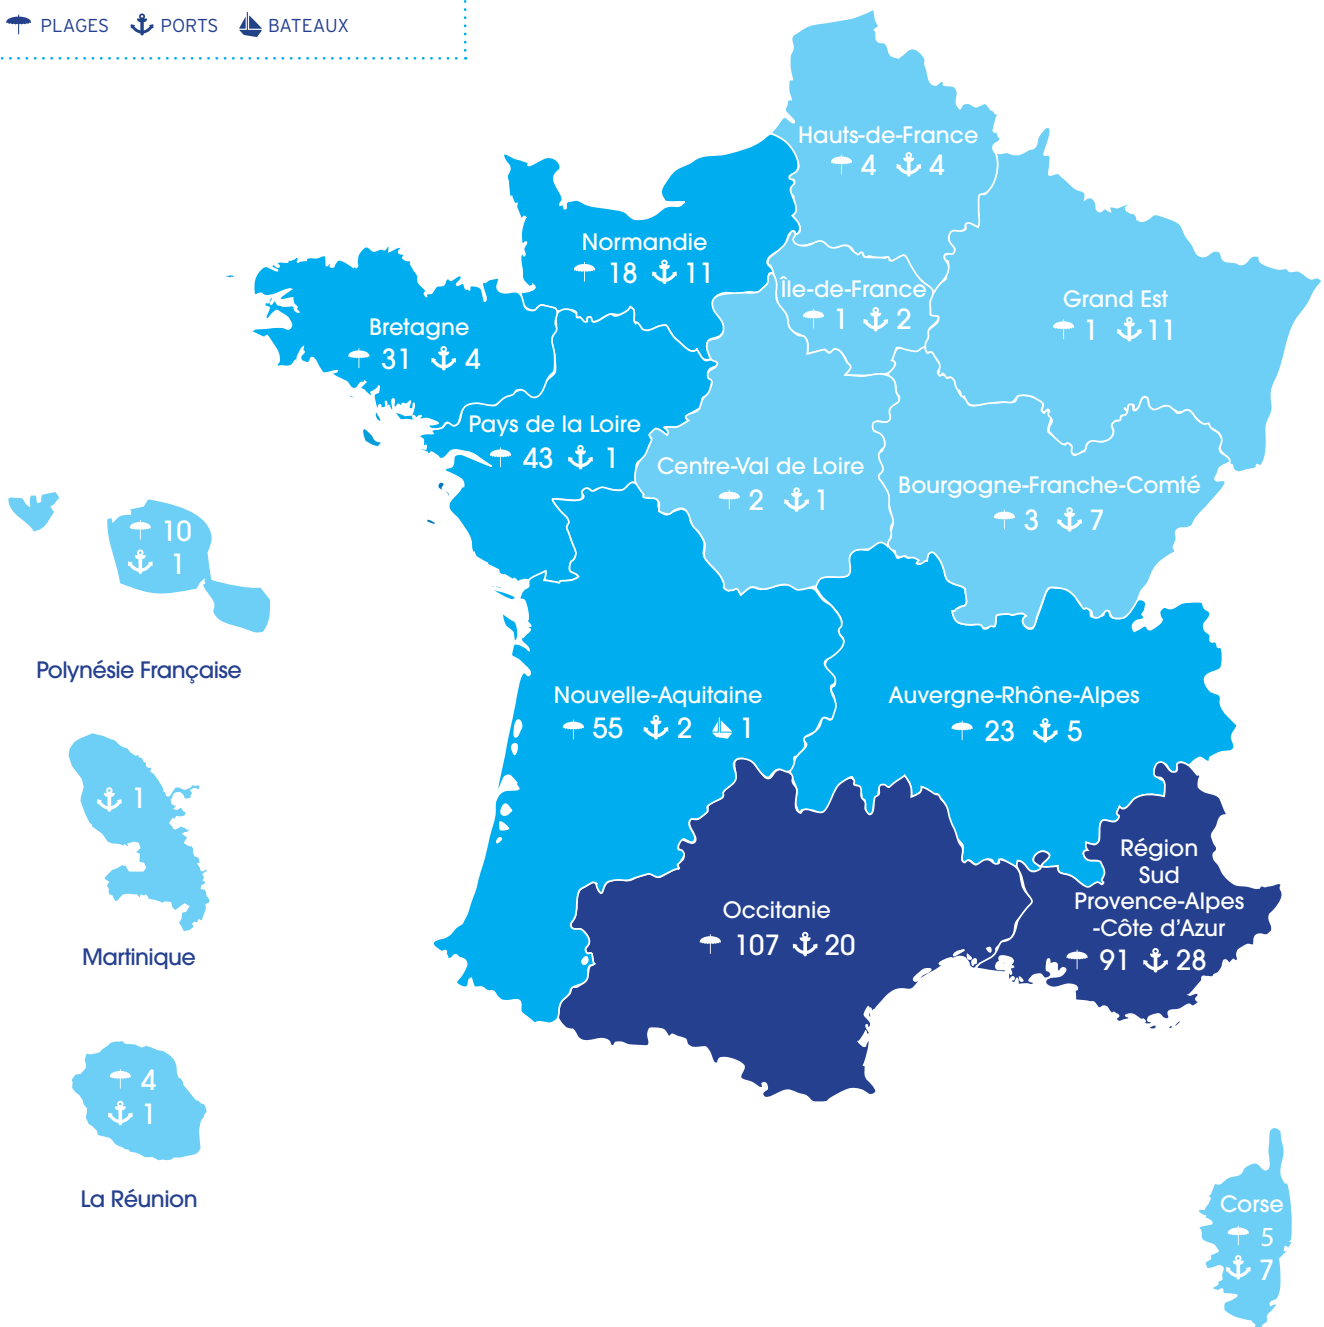 PLAGES PORTS BATEAUX
Hauts-de-France
4 4
Normandie
18 11
Île-de-France
1 2
Grand Est
1 11
Bretagne
31 4
Pays de la Loire
43 1
Centre-Val de Loire
2 1
Bourgogne-Franche-Comté
3 7
10
1
Polynésie Française
Nouvelle-Aquitaine
55 2 1
Auvergne-Rhône-Alpes
23 5
1
Martinique
Région
Sud
Provence-Alpes
-Côte d'Azur
91 28
Occitanie
107 20
4
1
La Réunion
Corse
5
7